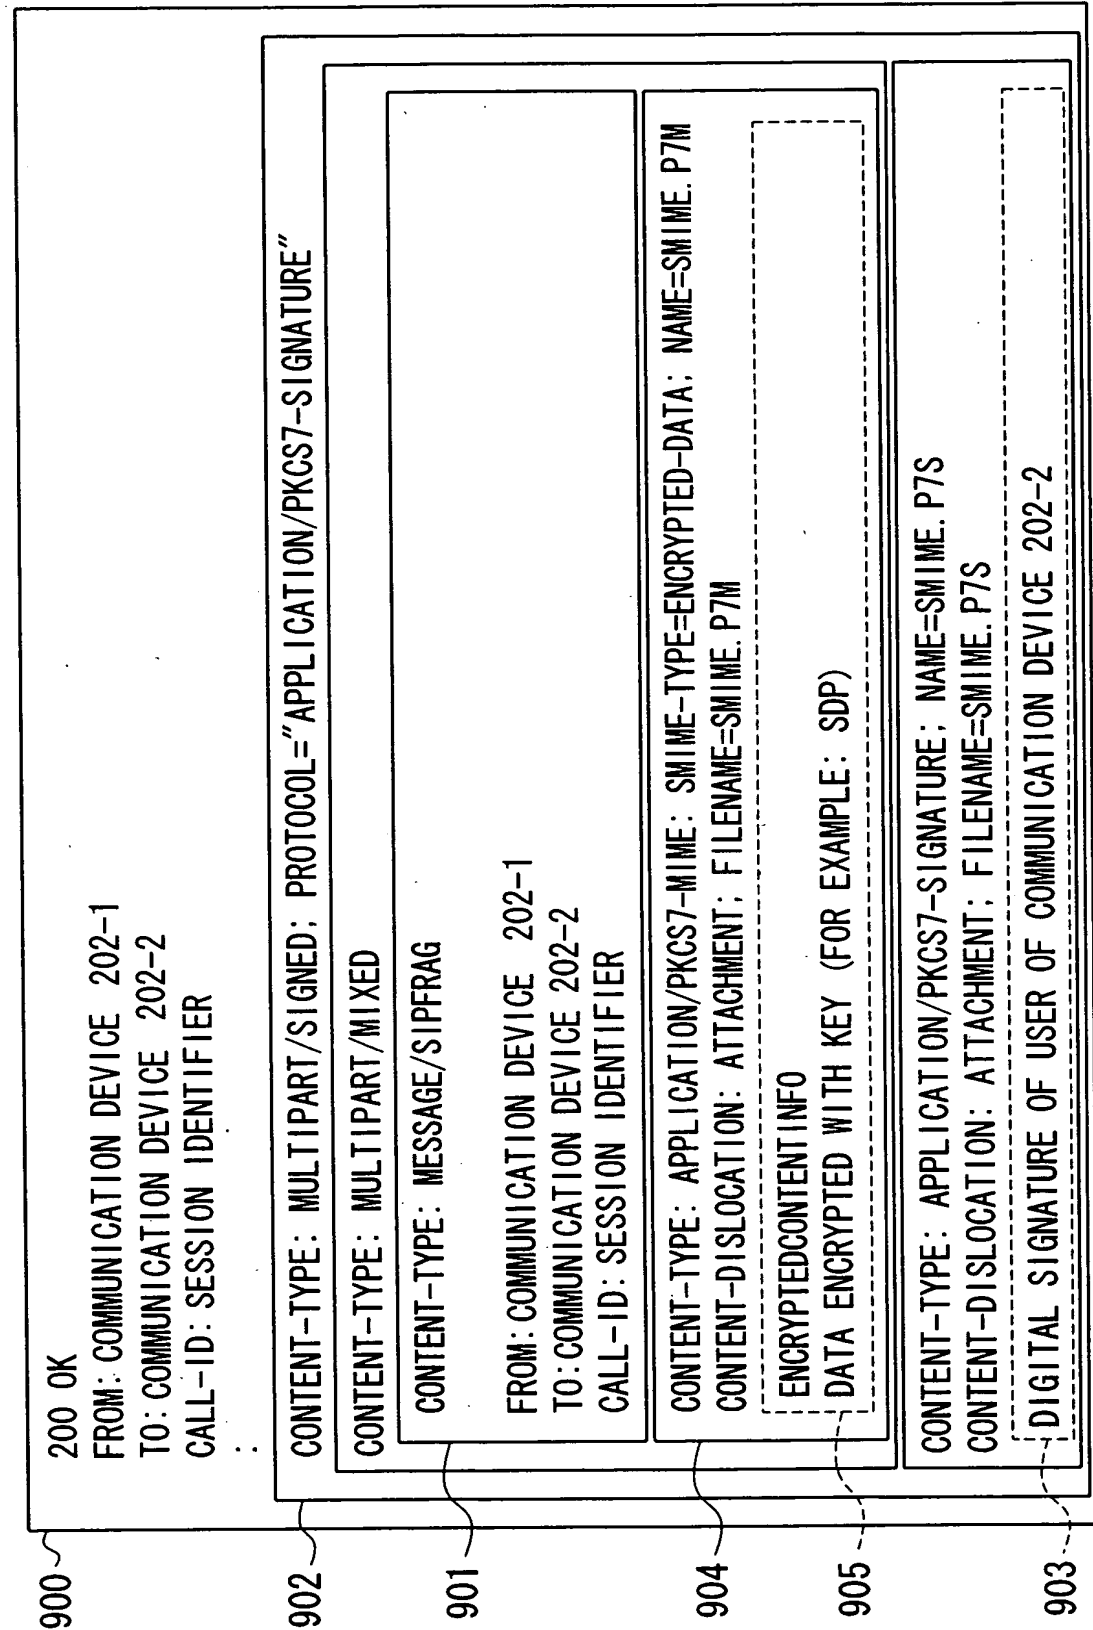 200 OK
FROM: COMMUNICATION DEVICE 202-1
TO: COMMUNICATION DEVICE 202-2
CALL-ID: SESSION IDENTIFIER
:
CONTENT-TYPE: MULTIPART/SIGNED; PROTOCOL="APPLICATION/PKCS7-SIGNATURE"
CONTENT-TYPE: MULTIPART/MIXED
CONTENT-TYPE: MESSAGE/SIPFRAG
FROM: COMMUNICATION DEVICE 202-1
TO: COMMUNICATION DEVICE 202-2
CALL-ID: SESSION IDENTIFIER
CONTENT-TYPE: APPLICATION/PKCS7-MIME: SMIME-TYPE=ENCRYPTED-DATA; NAME=SMIME.P7M
CONTENT-DISLOCATION: ATTACHMENT; FILENAME=SMIME.P7M
ENCRYPTEDCONTENTINFO
DATA ENCRYPTED WITH KEY (FOR EXAMPLE: SDP)
CONTENT-TYPE: APPLICATION/PKCS7-SIGNATURE; NAME=SMIME.P7S
CONTENT-DISLOCATION: ATTACHMENT; FILENAME=SMIME.P7S
DIGITAL SIGNATURE OF USER OF COMMUNICATION DEVICE 202-2
900
902
901
904
905
903